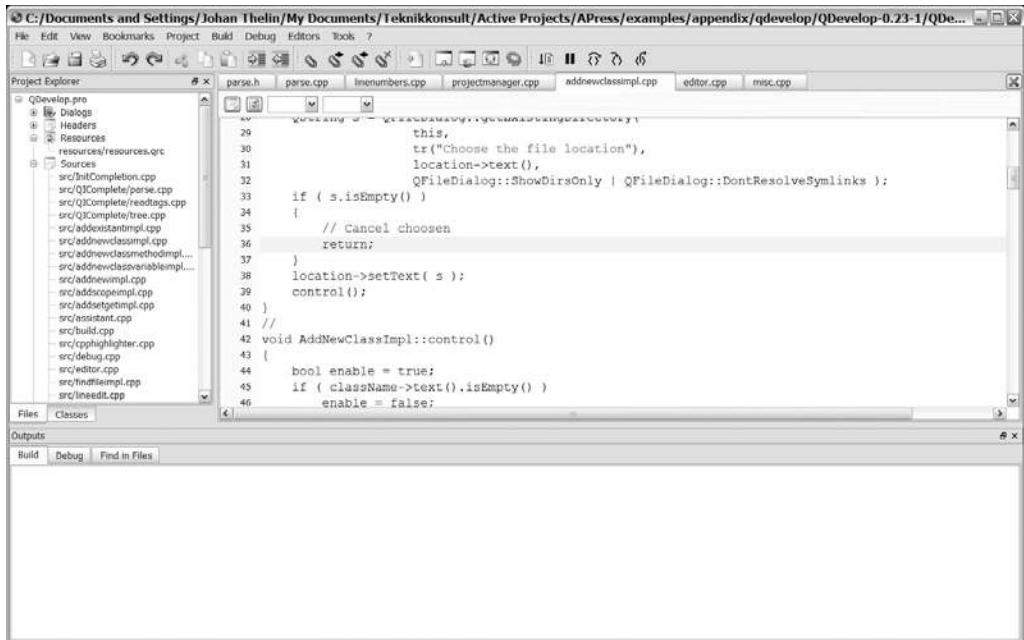 C:/Documents and Settings/Johan Thelin/My Documents/Teknikkonsult/Active Projects/APress/examples/appendix/qdevelop/QDevelop-0.23-1/QDe...
File Edit View Bookmarks Project Build Debug Editors Tools ?
Project Explorer
QDevelop.pro
Dialogs
Headers
Resources
resources/resources.qrc
Sources
src/InitCompletion.cpp
src/QIComplete/parse.cpp
src/QIComplete/readtags.cpp
src/QIComplete/tree.cpp
src/addexistantimpl.cpp
src/addnewclassimpl.cpp
src/addnewclassmethodimpl....
src/addnewclassvariableimpl....
src/addnewimpl.cpp
src/addscopeimpl.cpp
src/addsetgetimpl.cpp
src/assistant.cpp
src/build.cpp
src/cpphighlighter.cpp
src/debug.cpp
src/editor.cpp
src/findfileimpl.cpp
src/lineedit.cpp
Files Classes
parse.h parse.cpp linenumbers.cpp projectmanager.cpp addnewclassimpl.cpp editor.cpp misc.cpp
28 QString s = QFileDialog::getExistingDirectory(
29 this,
30 tr("Choose the file location"),
31 location->text(),
32 QFileDialog::ShowDirsOnly | QFileDialog::DontResolveSymlinks );
33 if ( s.isEmpty() )
34 {
35 // Cancel choosen
36 return;
37 }
38 location->setText( s );
39 control();
40 }
41 //
42 void AddNewClassImpl::control()
43 {
44 bool enable = true;
45 if ( className->text().isEmpty() )
46 enable = false;
Outputs
Build Debug Find in Files